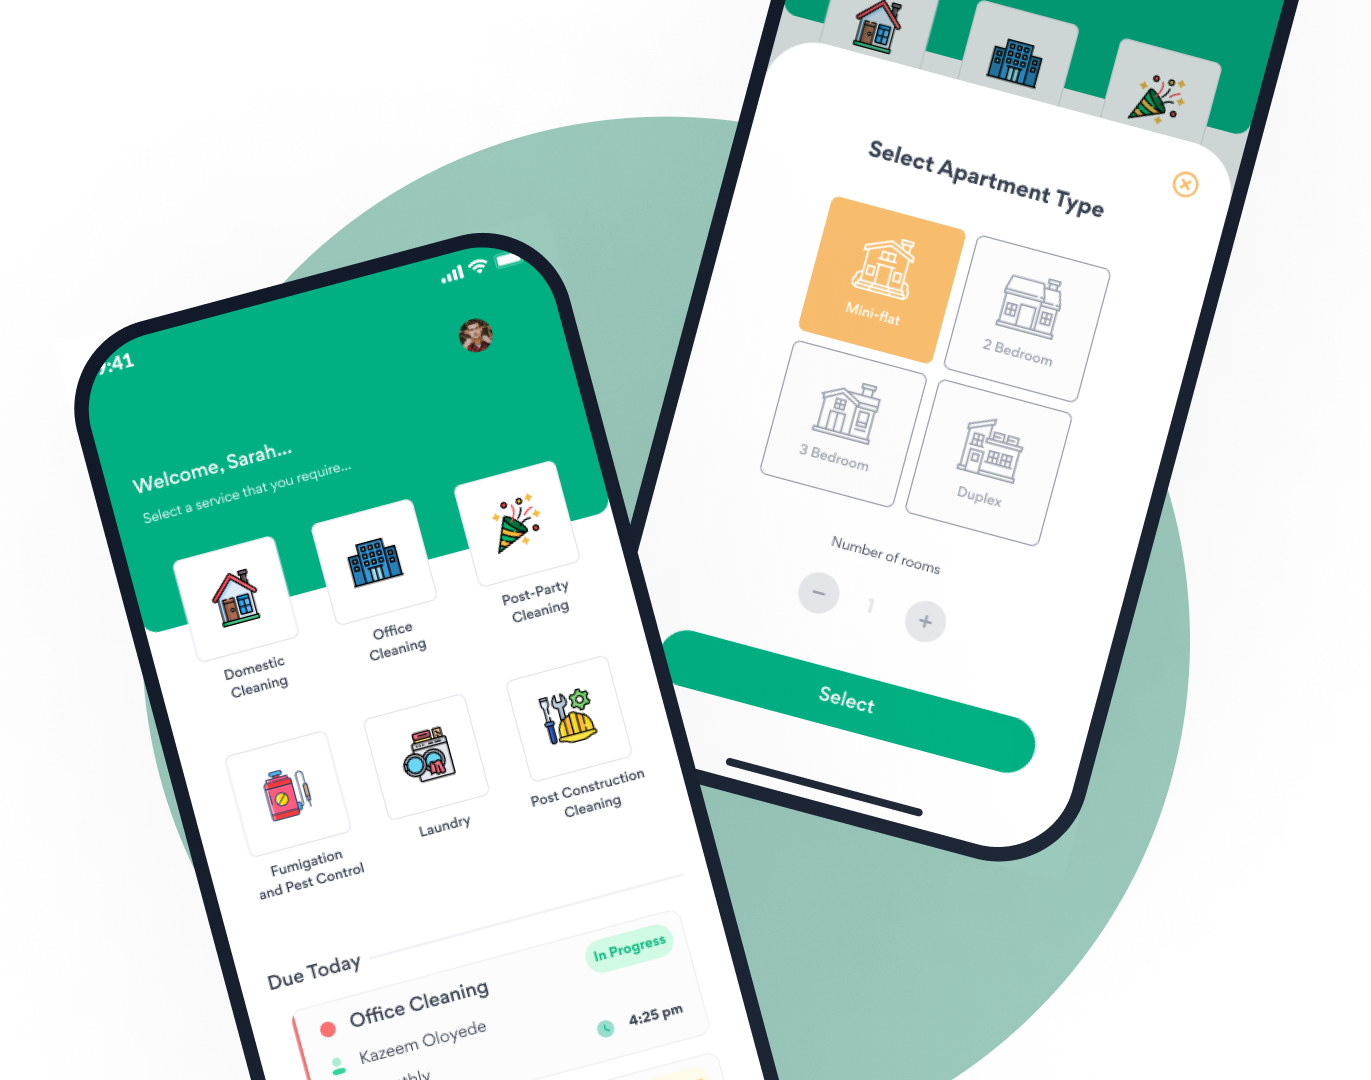 :41
Welcome, Sarah...
Select a service that you require...
Domestic
Cleaning
Office
Cleaning
Post-Party
Cleaning
Fumigation
and Pest Control
Laundry
Post Construction
Cleaning
Due Today
In Progress
Office Cleaning
Kazeem Oloyede
4:25 pm
Select Apartment Type
Mini-flat
2 Bedroom
3 Bedroom
Duplex
Number of rooms
− 1 +
Select